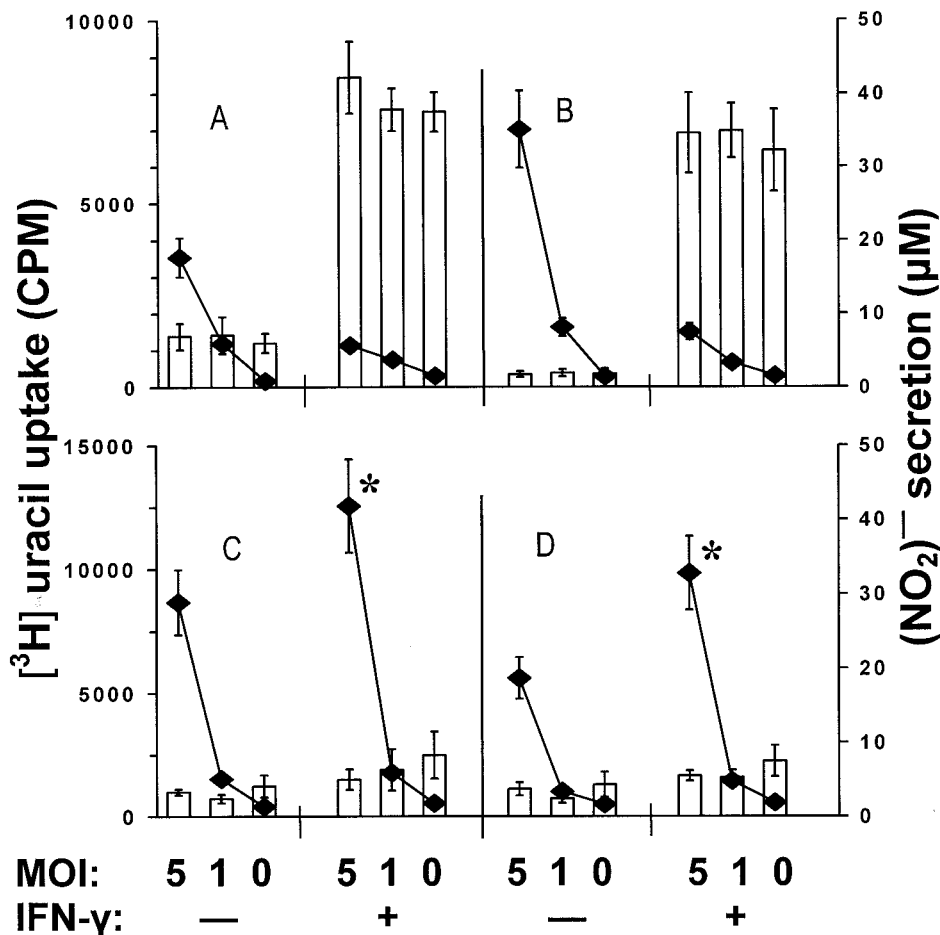 10000
5000
0
50
40
30
20
10
0
A
B
15000
10000
5000
0
50
40
30
20
10
0
C
*
D
*
[³H] uracil uptake (CPM)
(NO₂)⁻ secretion (µM)
MOI: 5 1 0 5 1 0 5 1 0 5 1 0
IFN-γ: — + — +